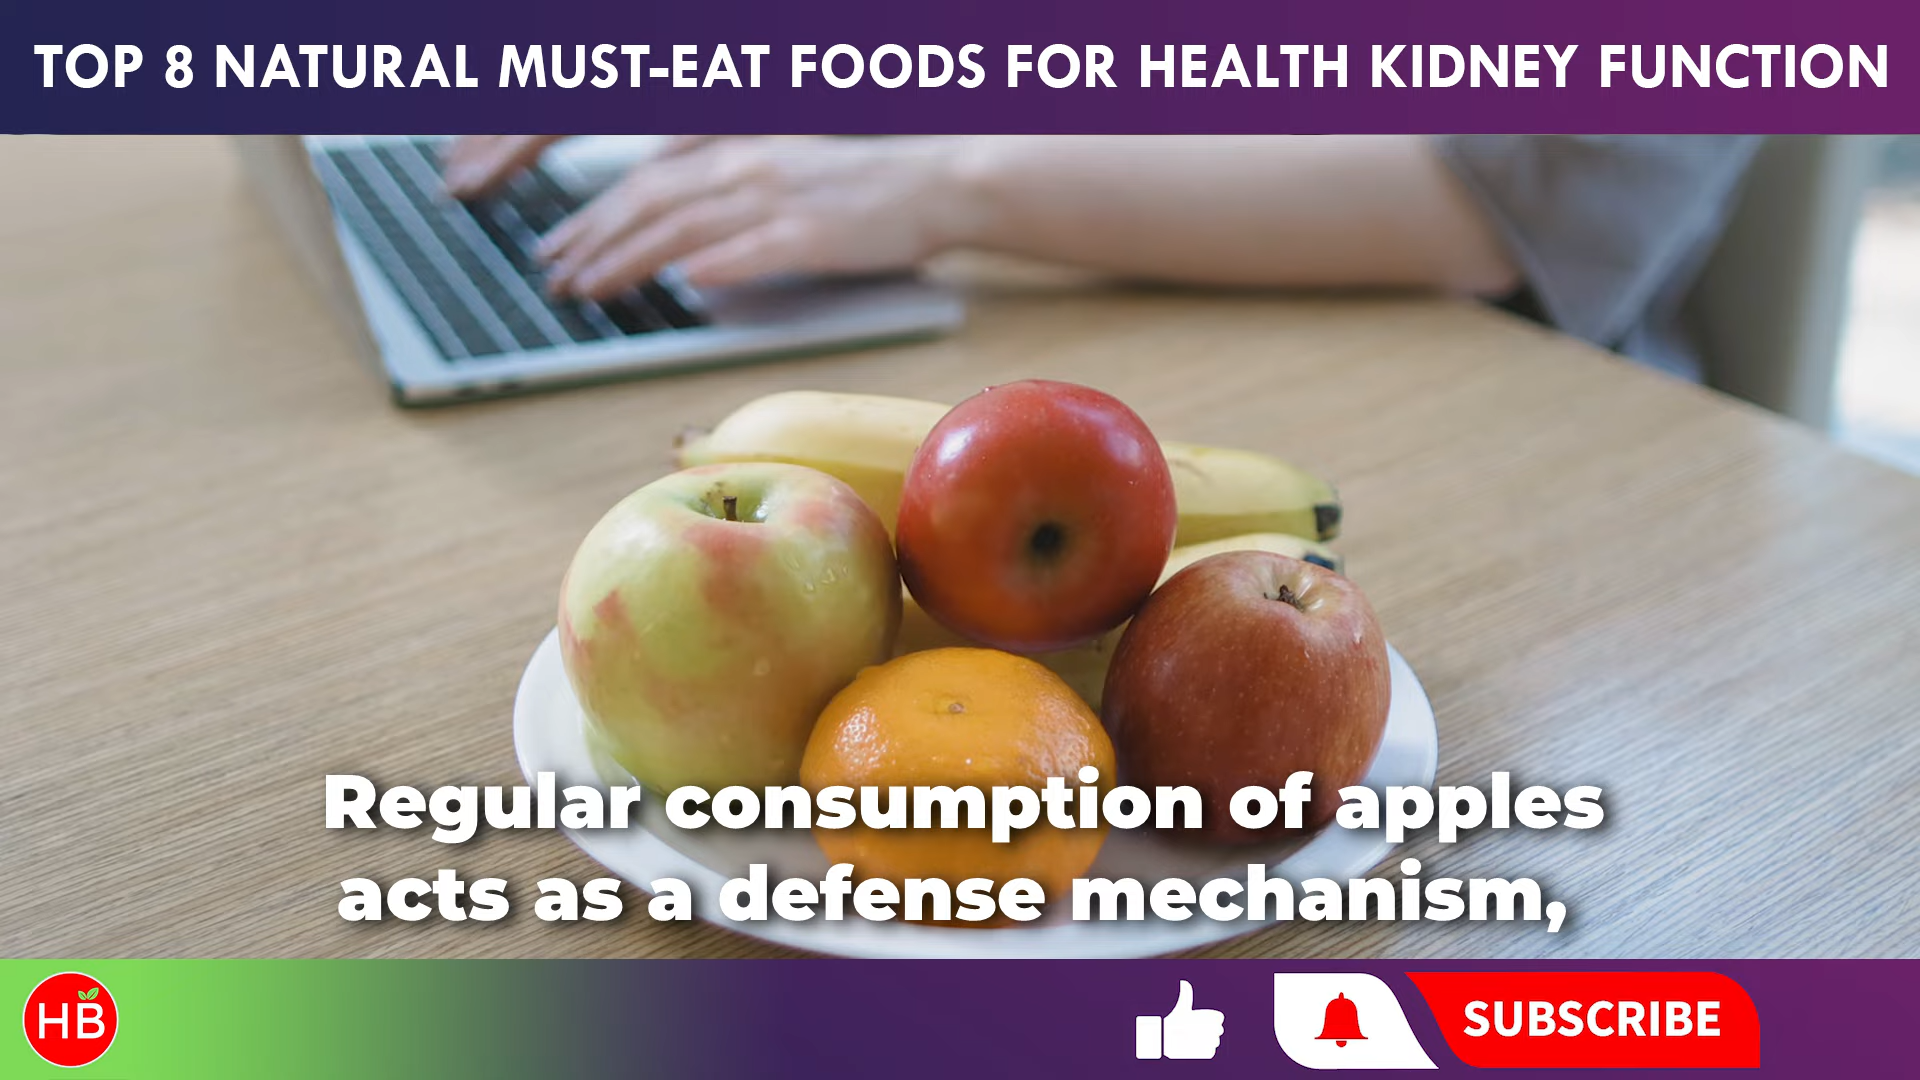 TOP 8 NATURAL MUST-EAT FOODS FOR HEALTH KIDNEY FUNCTION
Regular consumption of apples
acts as a defense mechanism,
HB
SUBSCRIBE